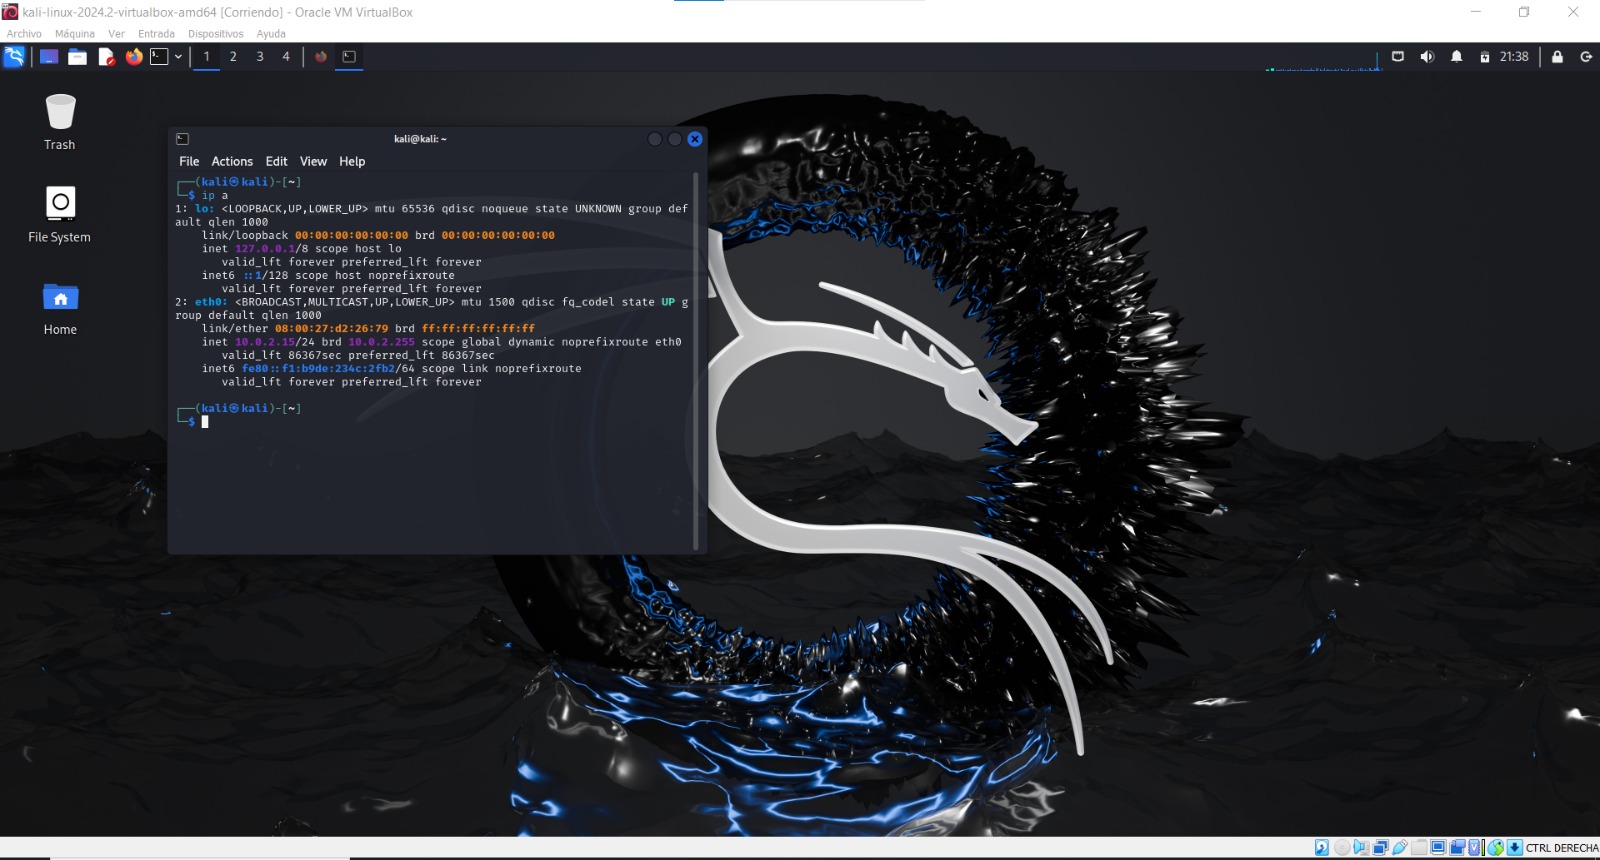 kali-linux-2024.2-virtualbox-amd64 [Corriendo] - Oracle VM VirtualBox
Archivo Máquina Ver Entrada Dispositivos Ayuda
1 2 3 4 21:38
Trash
File System
Home
kali@kali: ~
File Actions Edit View Help
┌──(kali㉿kali)-[~]
└─$ ip a
1: lo: <LOOPBACK,UP,LOWER_UP> mtu 65536 qdisc noqueue state UNKNOWN group def
ault qlen 1000
link/loopback 00:00:00:00:00:00 brd 00:00:00:00:00:00
inet 127.0.0.1/8 scope host lo
valid_lft forever preferred_lft forever
inet6 ::1/128 scope host noprefixroute
valid_lft forever preferred_lft forever
2: eth0: <BROADCAST,MULTICAST,UP,LOWER_UP> mtu 1500 qdisc fq_codel state UP g
roup default qlen 1000
link/ether 08:00:27:d2:26:79 brd ff:ff:ff:ff:ff:ff
inet 10.0.2.15/24 brd 10.0.2.255 scope global dynamic noprefixroute eth0
valid_lft 86367sec preferred_lft 86367sec
inet6 fe80::f1:b9de:234c:2fb2/64 scope link noprefixroute
valid_lft forever preferred_lft forever
┌──(kali㉿kali)-[~]
└─$
CTRL DERECHA